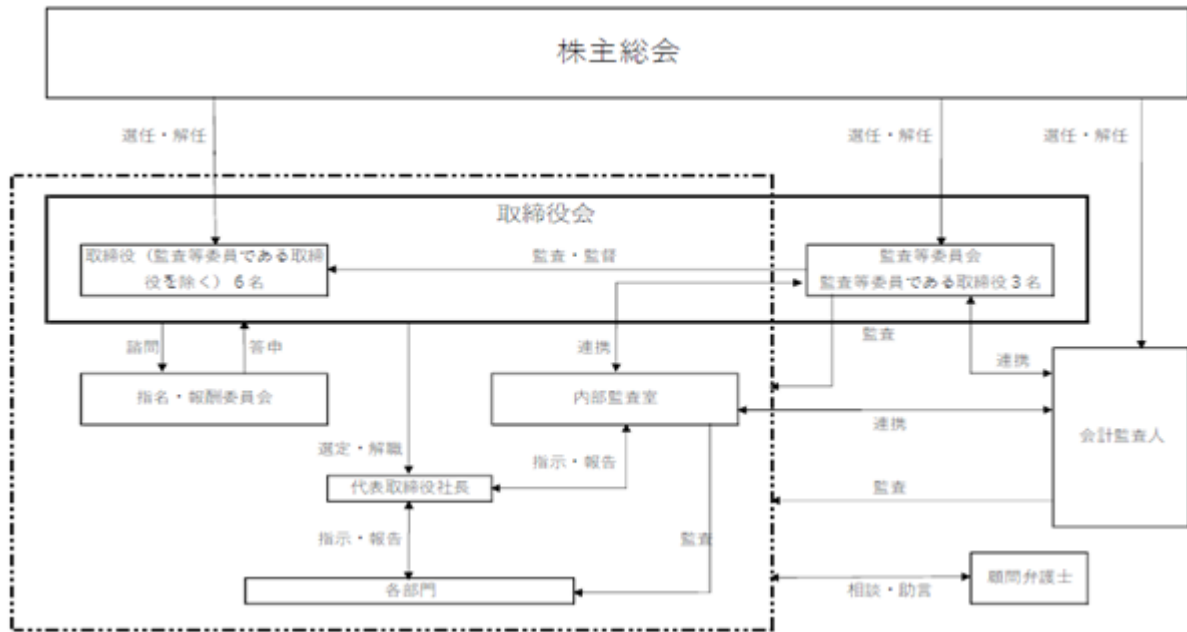 株主総会
選任・解任
選任・解任
選任・解任
取締役会
取締役（監査等委員である取締
役を除く）6名
監査・監督
監査等委員会
監査等委員である取締役3名
諮問
答申
連携
監査
連携
指名・報酬委員会
内部監査室
連携
会計監査人
選定・解職
指示・報告
代表取締役社長
監査
指示・報告
監査
各部門
相談・助言
顧問弁護士